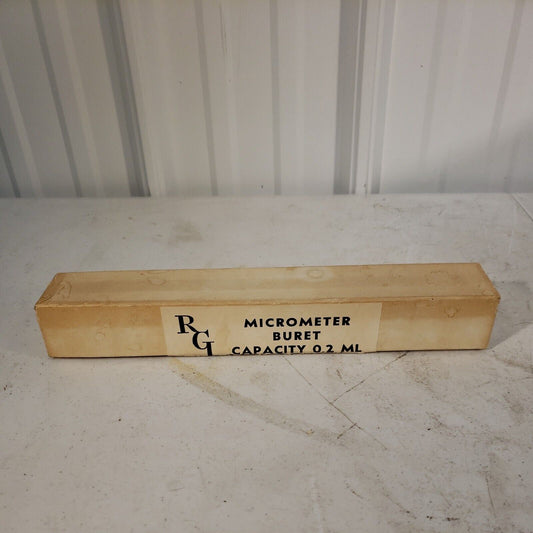 RGI
MICROMETER
BURET
CAPACITY 0.2 ML